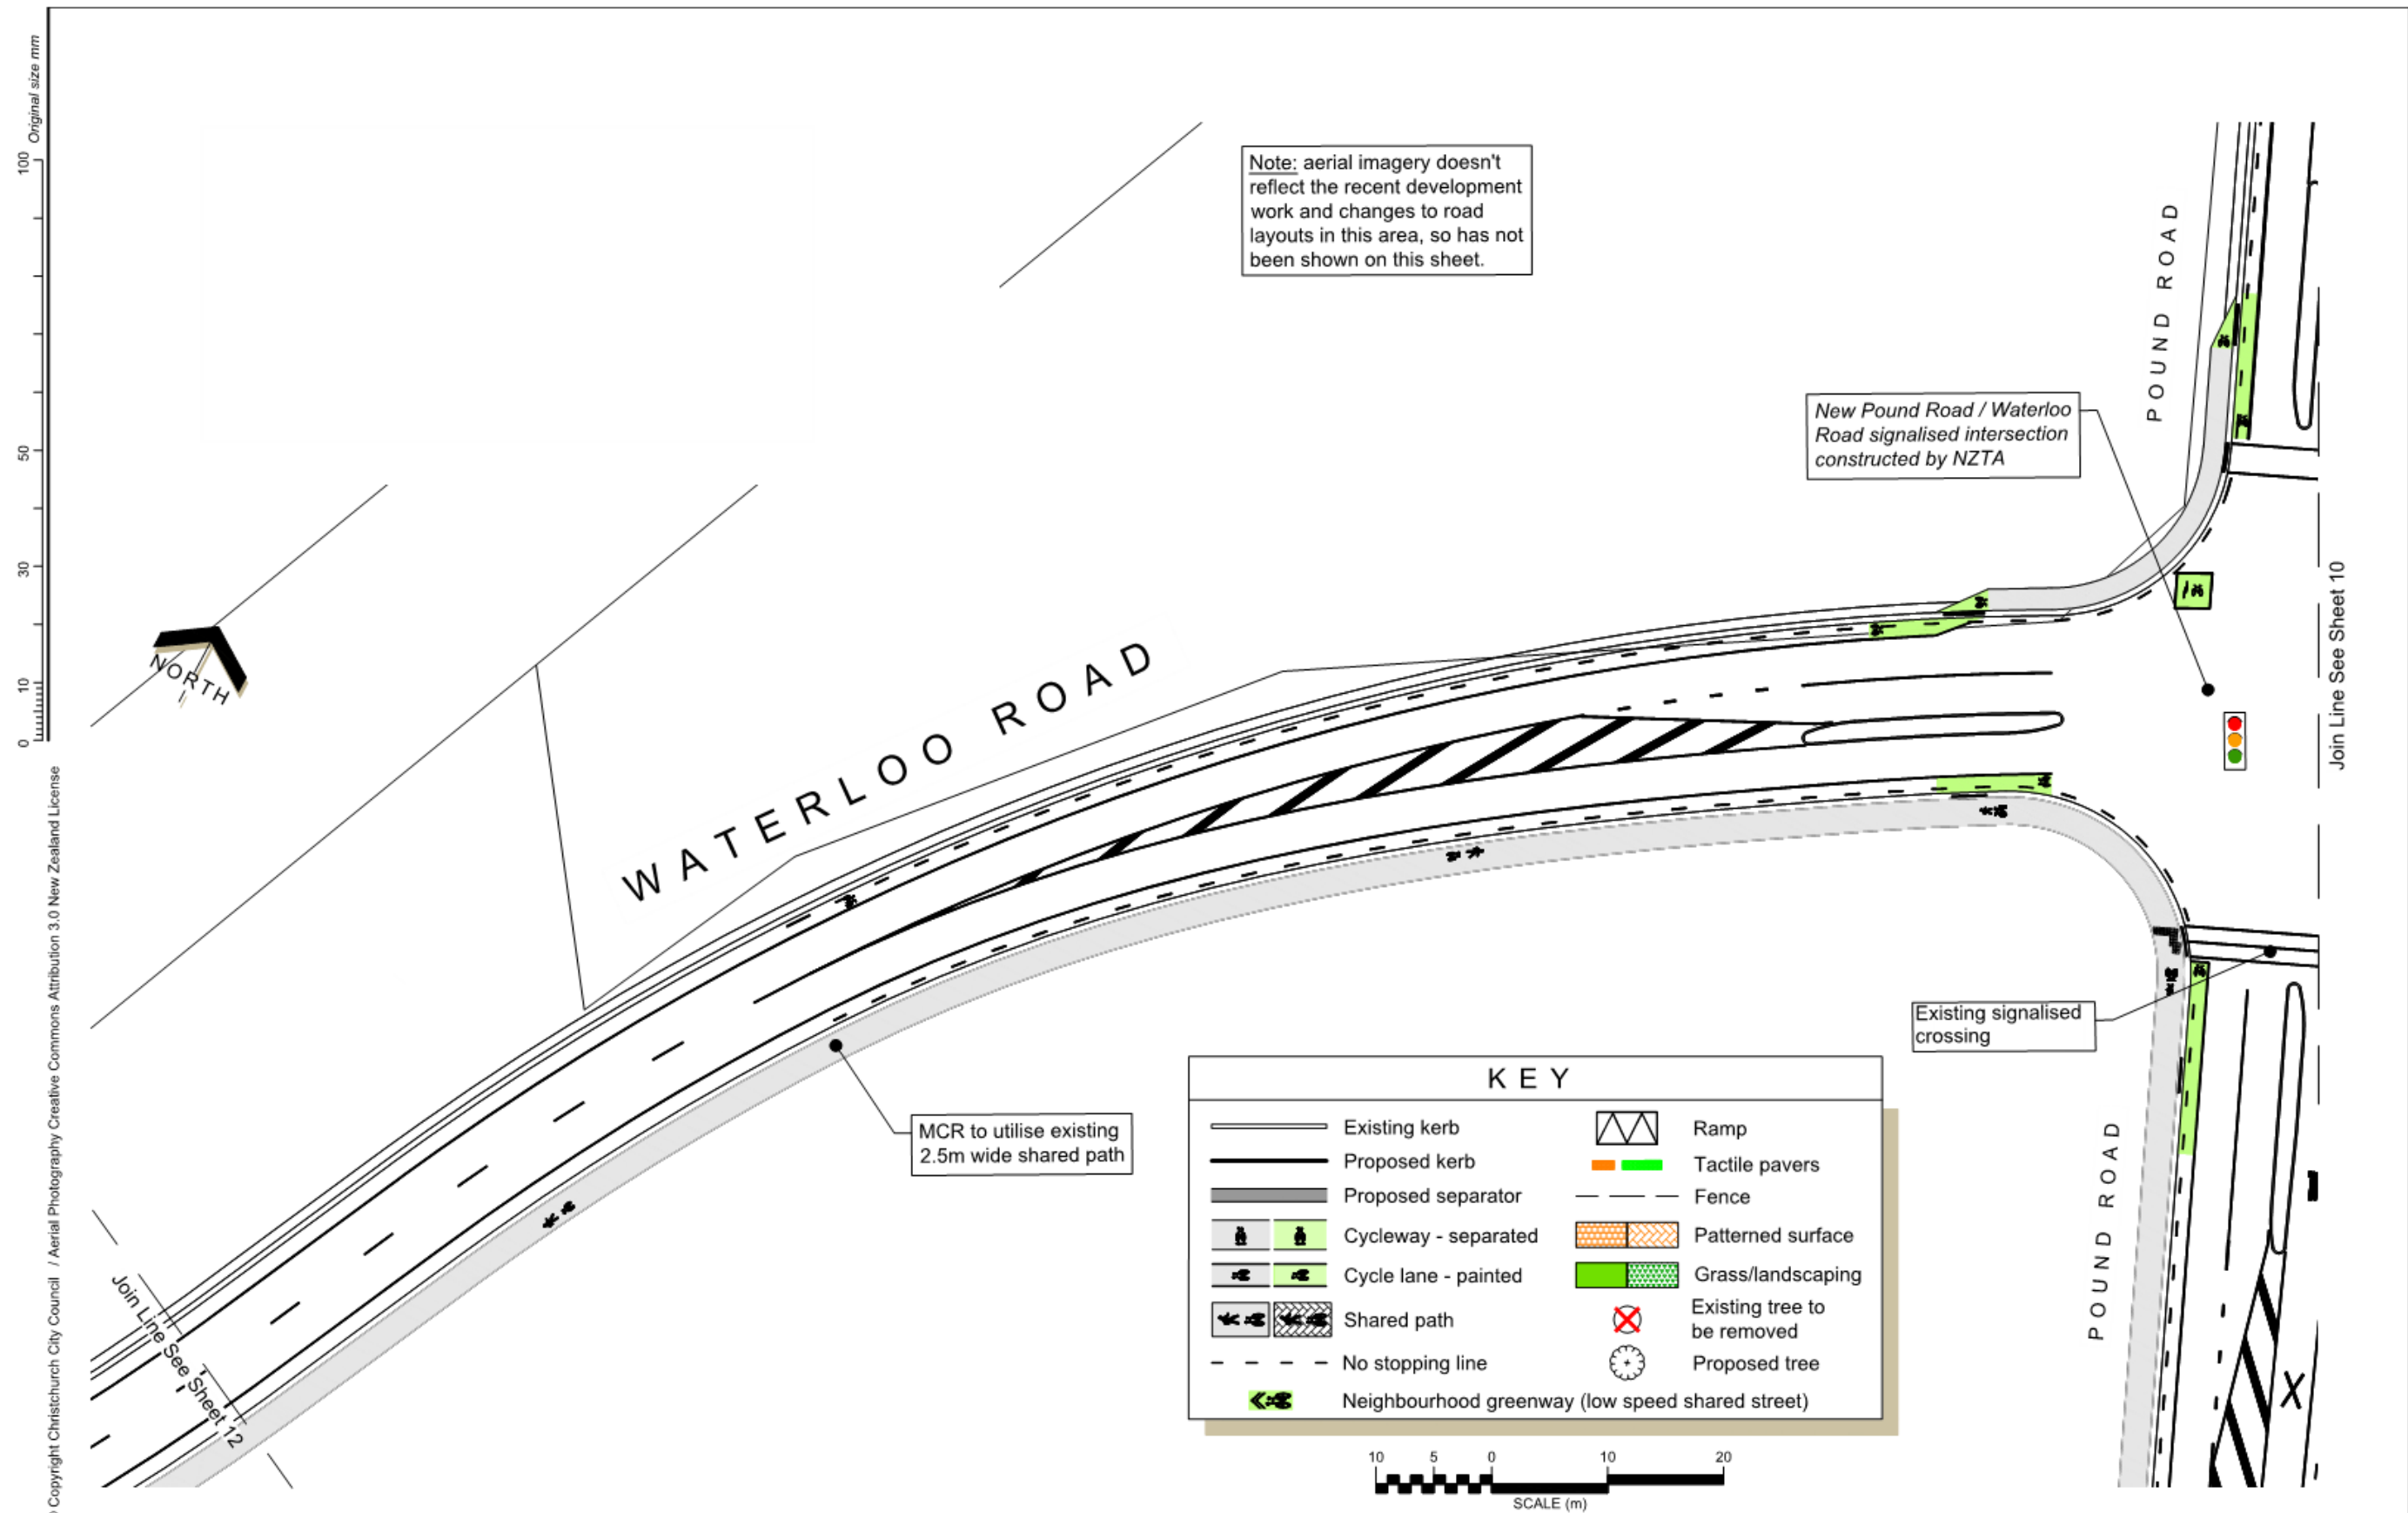 Original size mm
100
50
30
10
0
Copyright Christchurch City Council / Aerial Photography Creative Commons Attribution 3.0 New Zealand License
NORTH
Note: aerial imagery doesn't
reflect the recent development
work and changes to road
layouts in this area, so has not
been shown on this sheet.
POUND ROAD
New Pound Road / Waterloo
Road signalised intersection
constructed by NZTA
Join Line See Sheet 10
WATERLOO ROAD
Existing signalised
crossing
MCR to utilise existing
2.5m wide shared path
POUND ROAD
Join Line See Sheet 12
KEY
Existing kerb
Proposed kerb
Proposed separator
Cycleway - separated
Cycle lane - painted
Shared path
No stopping line
Neighbourhood greenway (low speed shared street)
Ramp
Tactile pavers
Fence
Patterned surface
Grass/landscaping
Existing tree to
be removed
Proposed tree
10 5 0 10 20
SCALE (m)